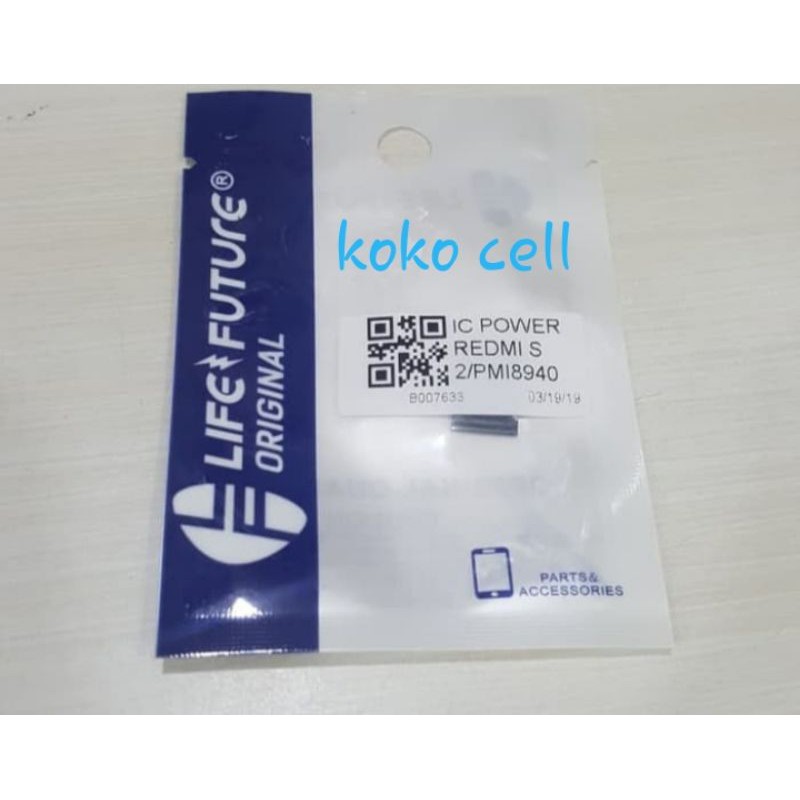 LIFE FUTURE®
ORIGINAL
koko cell
IC POWER
REDMI S
2/PMI8940
B007633 03/19/19
PARTS&
ACCESSORIES